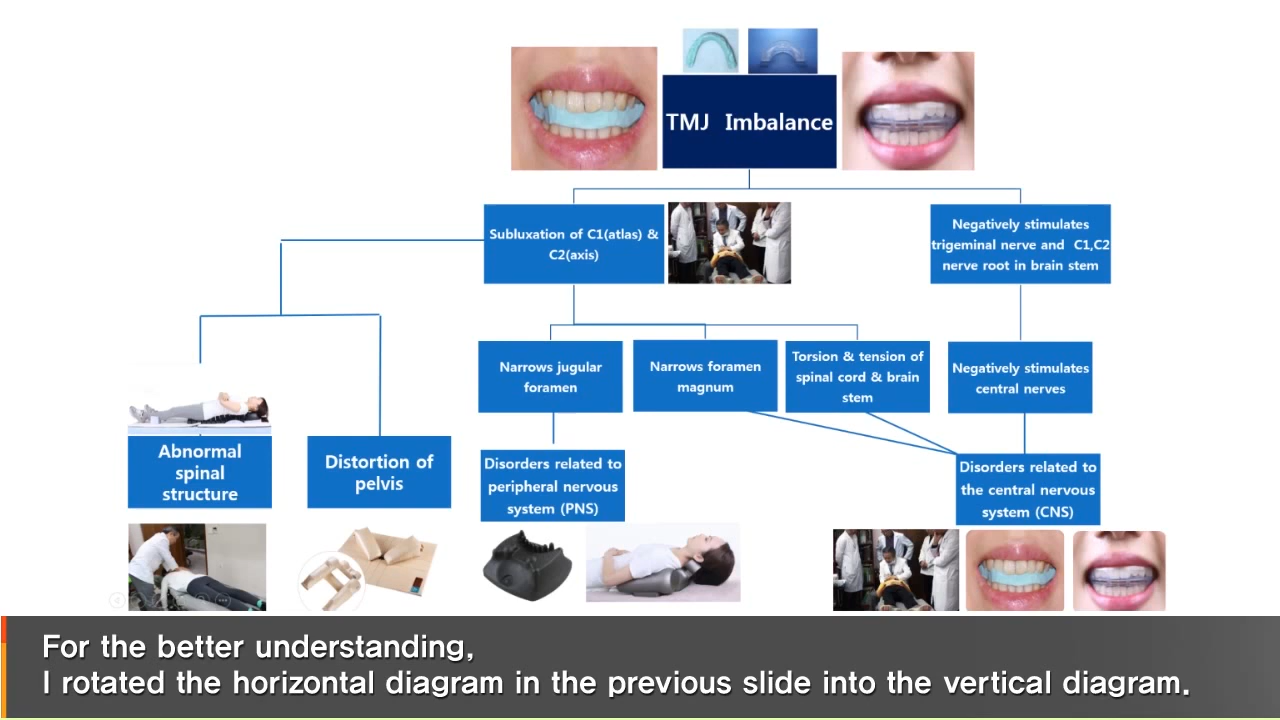 TMJ Imbalance
Subluxation of C1(atlas) &
C2(axis)
Negatively stimulates
trigeminal nerve and C1,C2
nerve root in brain stem
Narrows jugular
foramen
Narrows foramen
magnum
Torsion & tension of
spinal cord & brain
stem
Negatively stimulates
central nerves
Abnormal
spinal
structure
Distortion of
pelvis
Disorders related to
peripheral nervous
system (PNS)
Disorders related to
the central nervous
system (CNS)
For the better understanding,
I rotated the horizontal diagram in the previous slide into the vertical diagram.